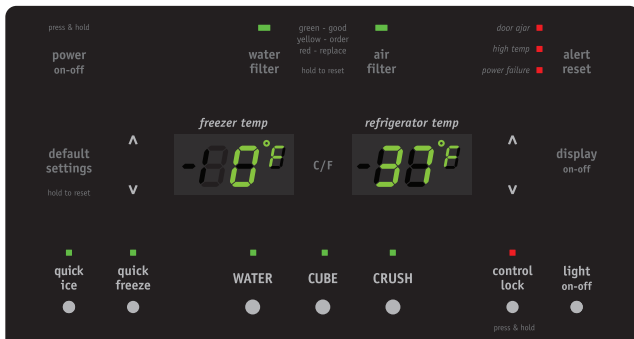 press & hold
power
on-off
water
filter
green - good
yellow - order
red - replace
hold to reset
air
filter
door ajar
high temp
power failure
alert
reset
default
settings
hold to reset
freezer temp
0°F
C/F
refrigerator temp
37°F
display
on-off
quick
ice
quick
freeze
WATER
CUBE
CRUSH
control
lock
press & hold
light
on-off